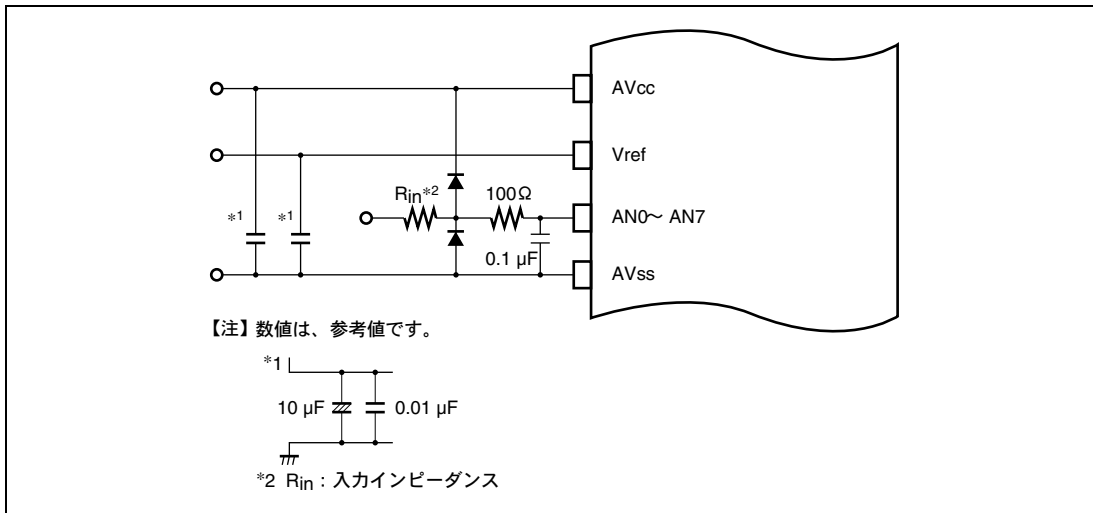 AVcc
Vref
Rin*2
100Ω
*1
*1
AN0～ AN7
0.1 µF
AVss
【注】数値は、参考値です。
*1
10 µF
0.01 µF
*2 Rin：入力インピーダンス